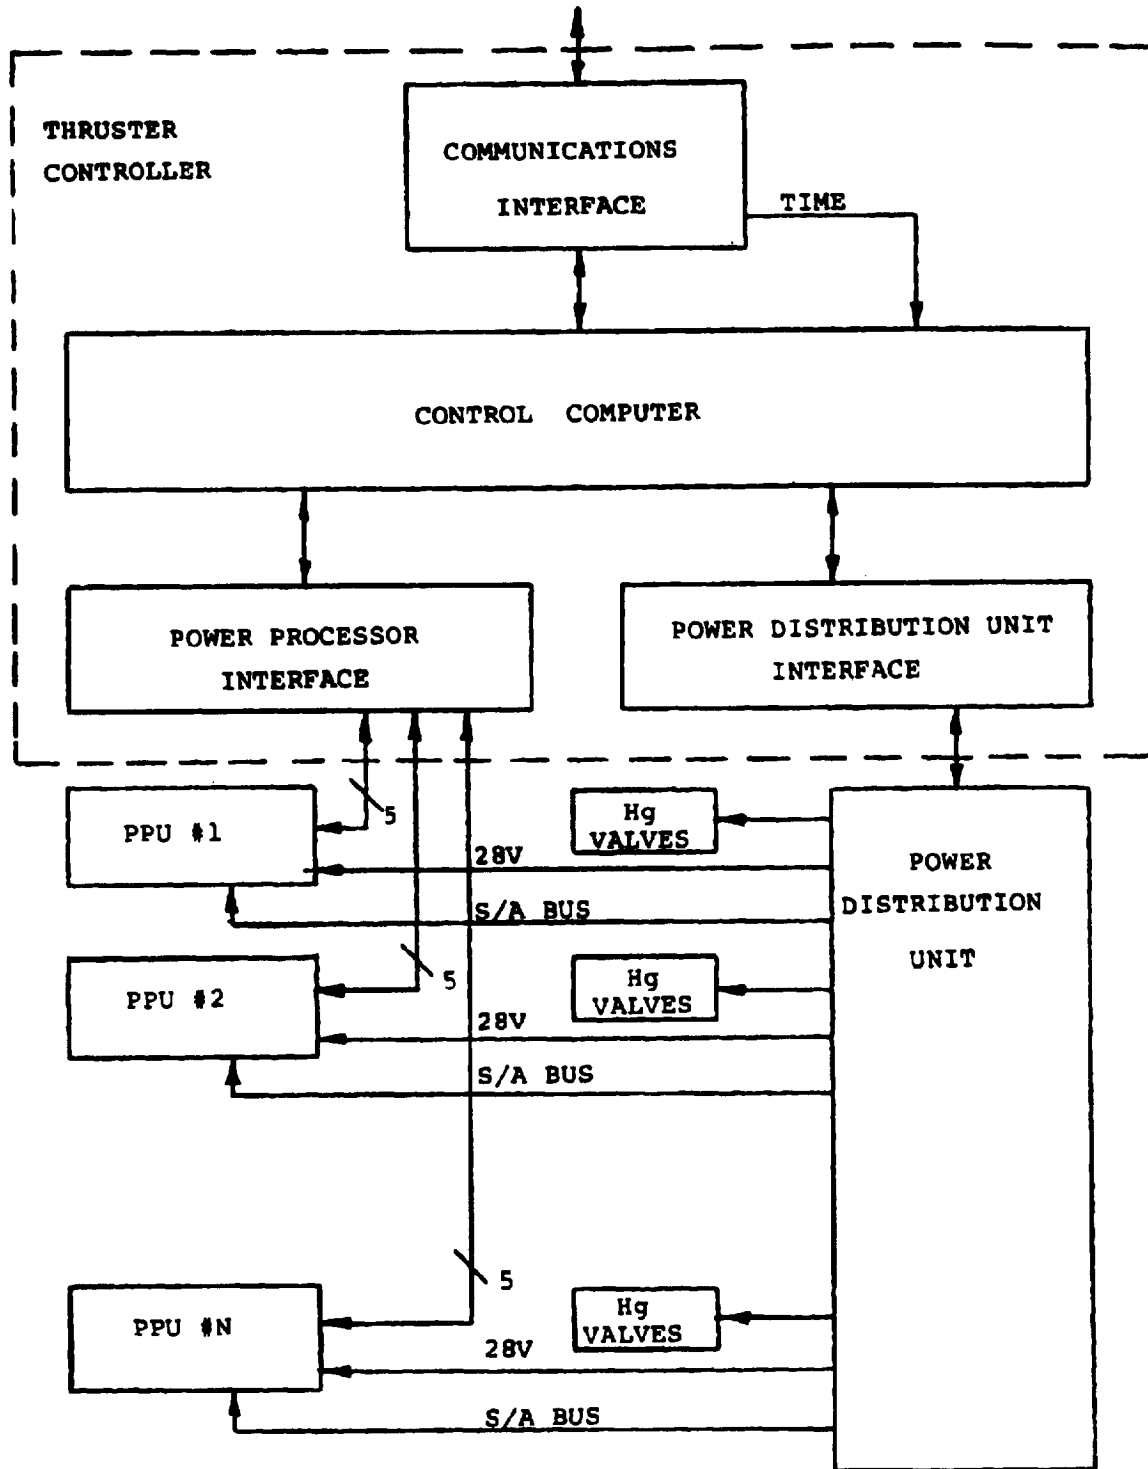 THRUSTER
CONTROLLER
COMMUNICATIONS
INTERFACE
TIME
CONTROL COMPUTER
POWER PROCESSOR
INTERFACE
POWER DISTRIBUTION UNIT
INTERFACE
PPU #1
5
Hg
VALVES
28V
S/A BUS
POWER
DISTRIBUTION
UNIT
PPU #2
5
Hg
VALVES
28V
S/A BUS
5
PPU #N
Hg
VALVES
28V
S/A BUS